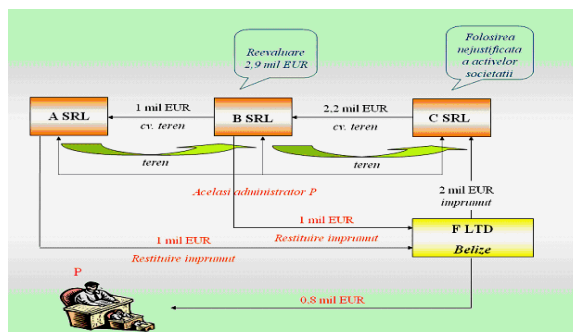 Reevaluare
2,9 mil EUR
Folosirea
nejustificata
a activelor
societatii
A SRL
1 mil EUR
cv. teren
B SRL
2,2 mil EUR
cv. teren
C SRL
teren
teren
Acelasi administrator P
2 mil EUR
imprumut
1 mil EUR
Restituire imprumut
F LTD
Belize
1 mil EUR
Restituire imprumut
P
0,8 mil EUR